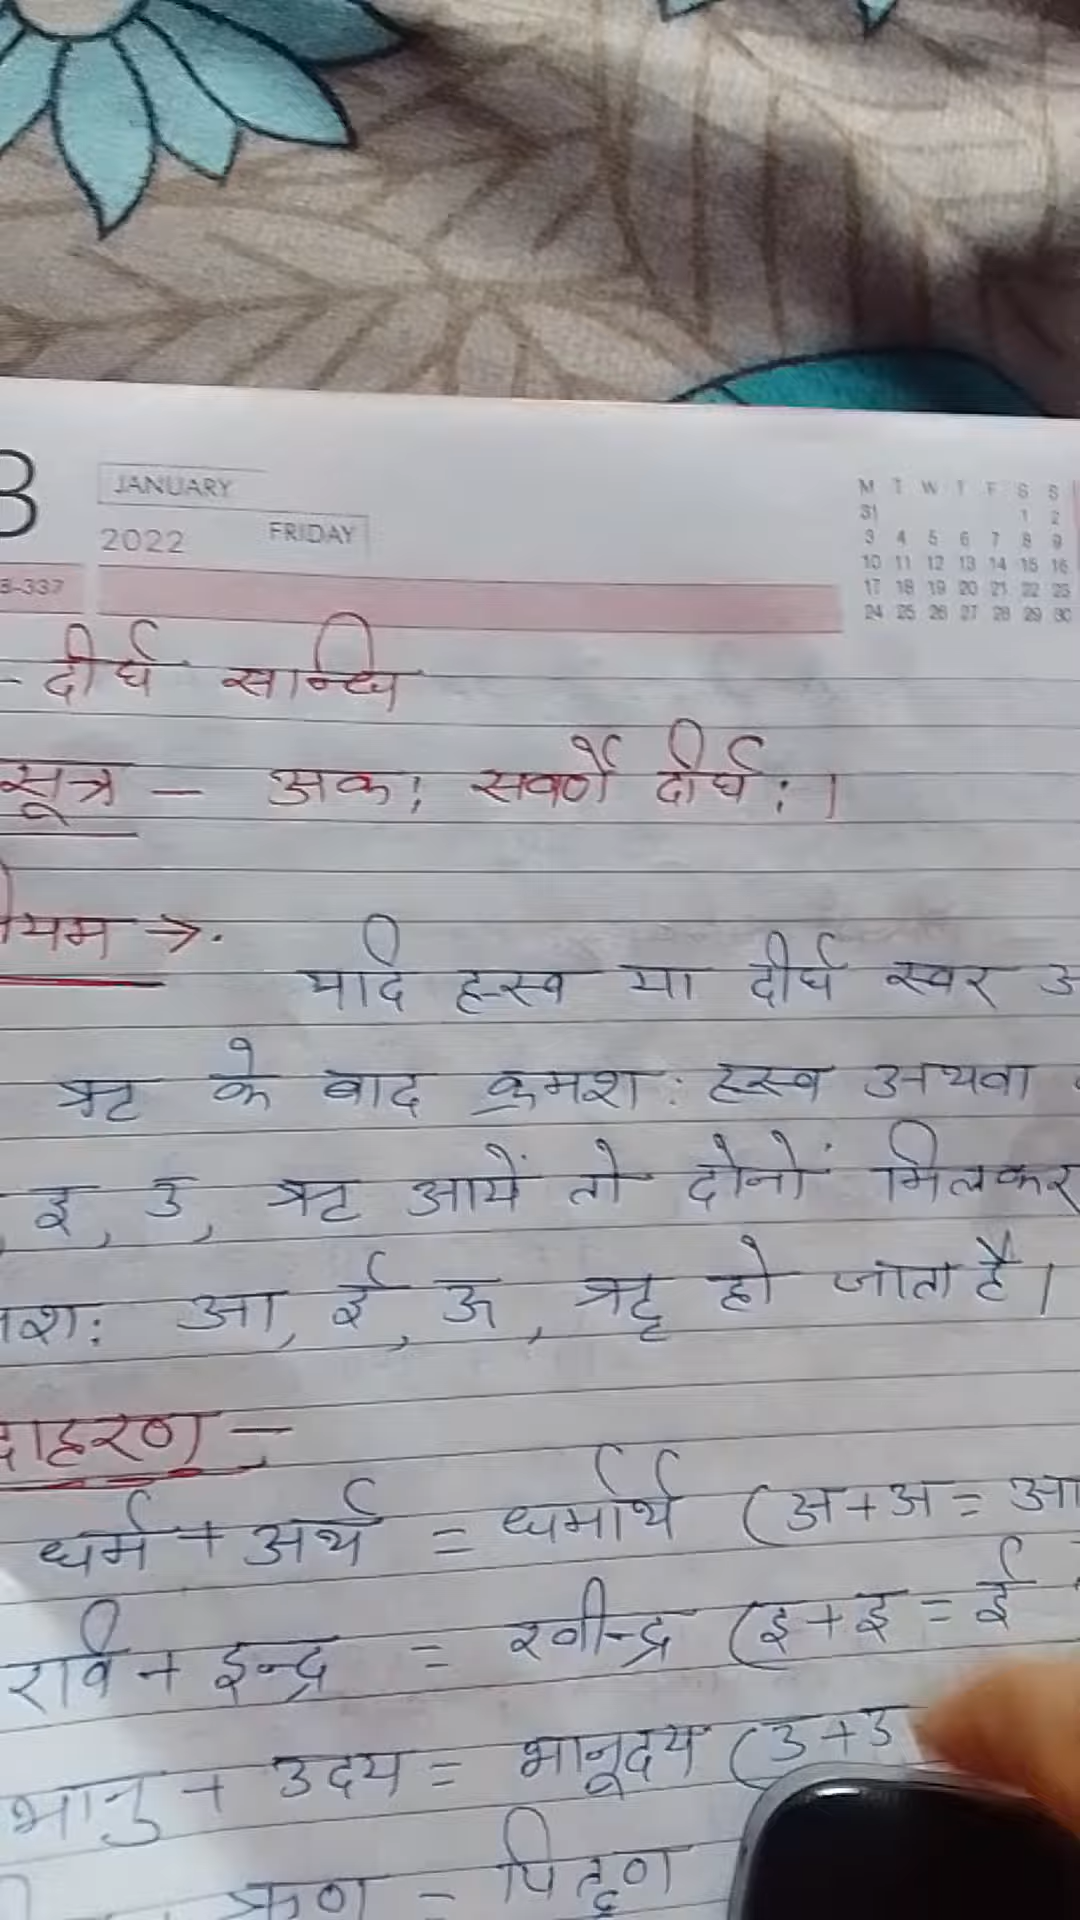 JANUARY
2022 FRIDAY
M T W T F S S
31 1 2
3 4 5 6 7 8 9
10 11 12 13 14 15 16
17 18 19 20 21 22 23
24 25 26 27 28 29 30
- दीर्घ सन्धि
सूत्र - अकः सवर्णे दीर्घः।
यम →.
यदि ह्रस्व या दीर्घ स्वर
ऋ के बाद क्रमशः ह्रस्व अथवा
, इ, उ, ऋ आयें तो दोनों मिलकर
शः आ, ई, ऊ, ॠ हो जाता है।
दाहरण -
धर्म + अर्थ = धर्मार्थ (अ+अ = आ
रवि + इन्द्र = रवीन्द्र (इ+इ = ई
भानु + उदय = भानूदय (उ+उ
ऋण = पितॄण